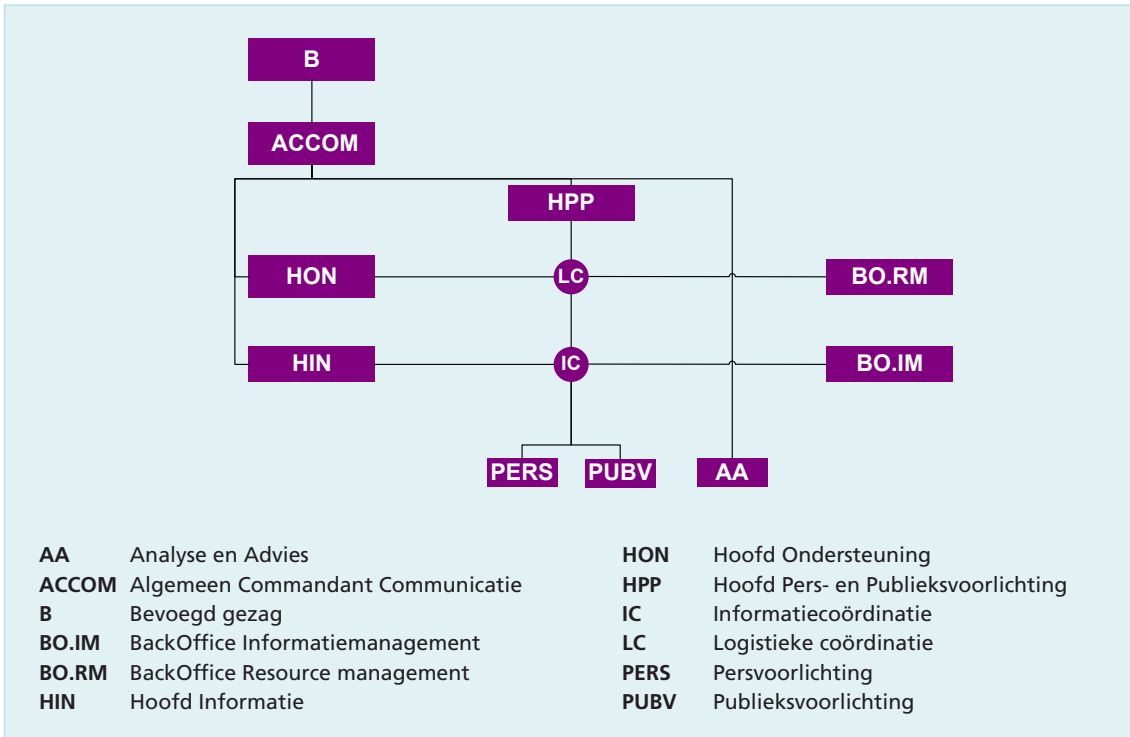 B
ACCOM
HPP
HON
LC
BO.RM
HIN
IC
BO.IM
PERS
PUBV
AA
AA Analyse en Advies
ACCOM Algemeen Commandant Communicatie
B Bevoegd gezag
BO.IM BackOffice Informatiemanagement
BO.RM BackOffice Resource management
HIN Hoofd Informatie
HON Hoofd Ondersteuning
HPP Hoofd Pers- en Publieksvoorlichting
IC Informatiecoördinatie
LC Logistieke coördinatie
PERS Persvoorlichting
PUBV Publieksvoorlichting